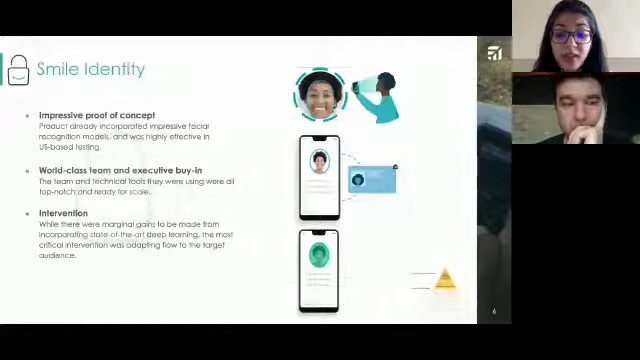 Smile Identity
Impressive proof of concept
Product already incorporated impressive facial
recognition models, and was highly effective in
US-based testing.
World-class team and executive buy-in
The team and technical tools they were using were all
top-notch and ready for scale.
Intervention
While there were marginal gains to be made from
incorporating state-of-the-art deep learning, the most
critical intervention was adapting flow to the target
audience.
6